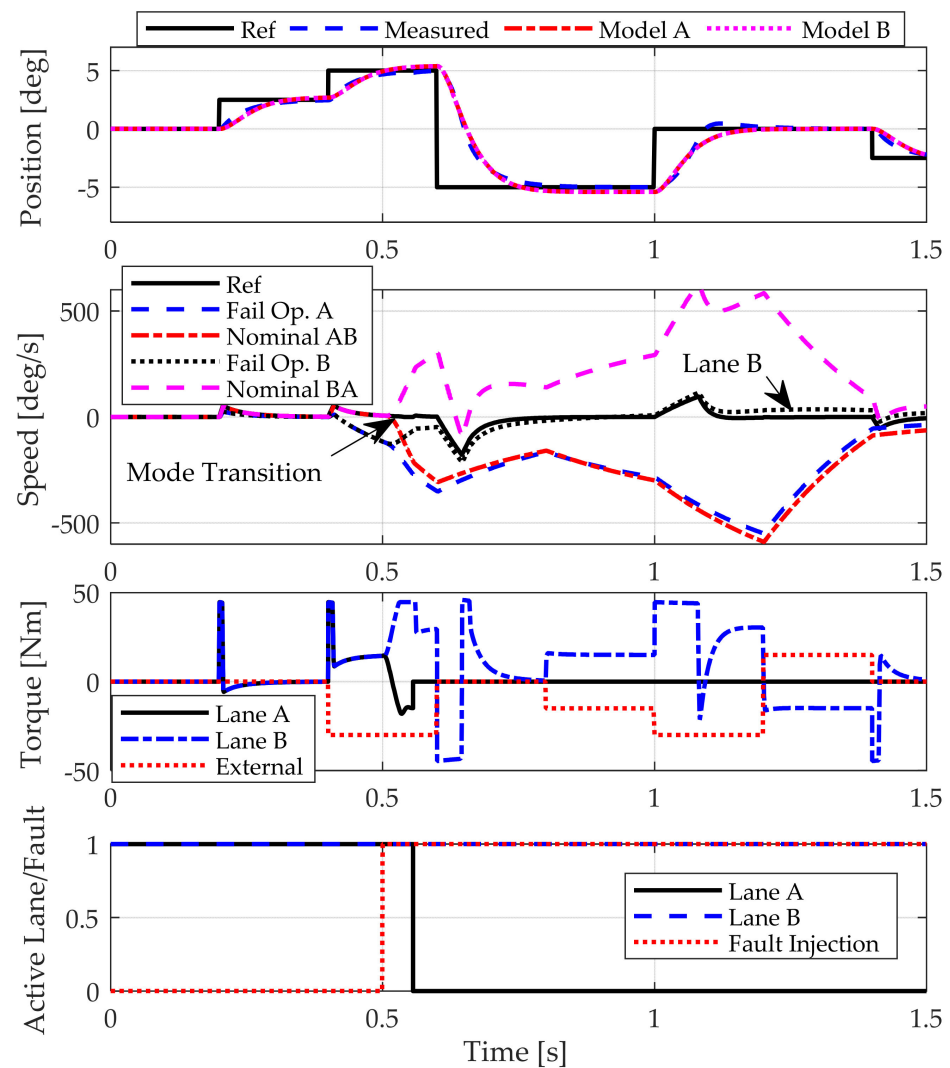 Ref Measured Model A Model B
Position [deg]
5
0
-5
0 0.5 1 1.5
Ref
Fail Op. A
Nominal AB
Fail Op. B
Nominal BA
Speed [deg/s]
500
0
-500
Lane B
Mode Transition
0 0.5 1 1.5
Torque [Nm]
50
0
-50
Lane A
Lane B
External
0 0.5 1 1.5
Active Lane/Fault
1
0.5
0
Lane A
Lane B
Fault Injection
0 0.5 1 1.5
Time [s]